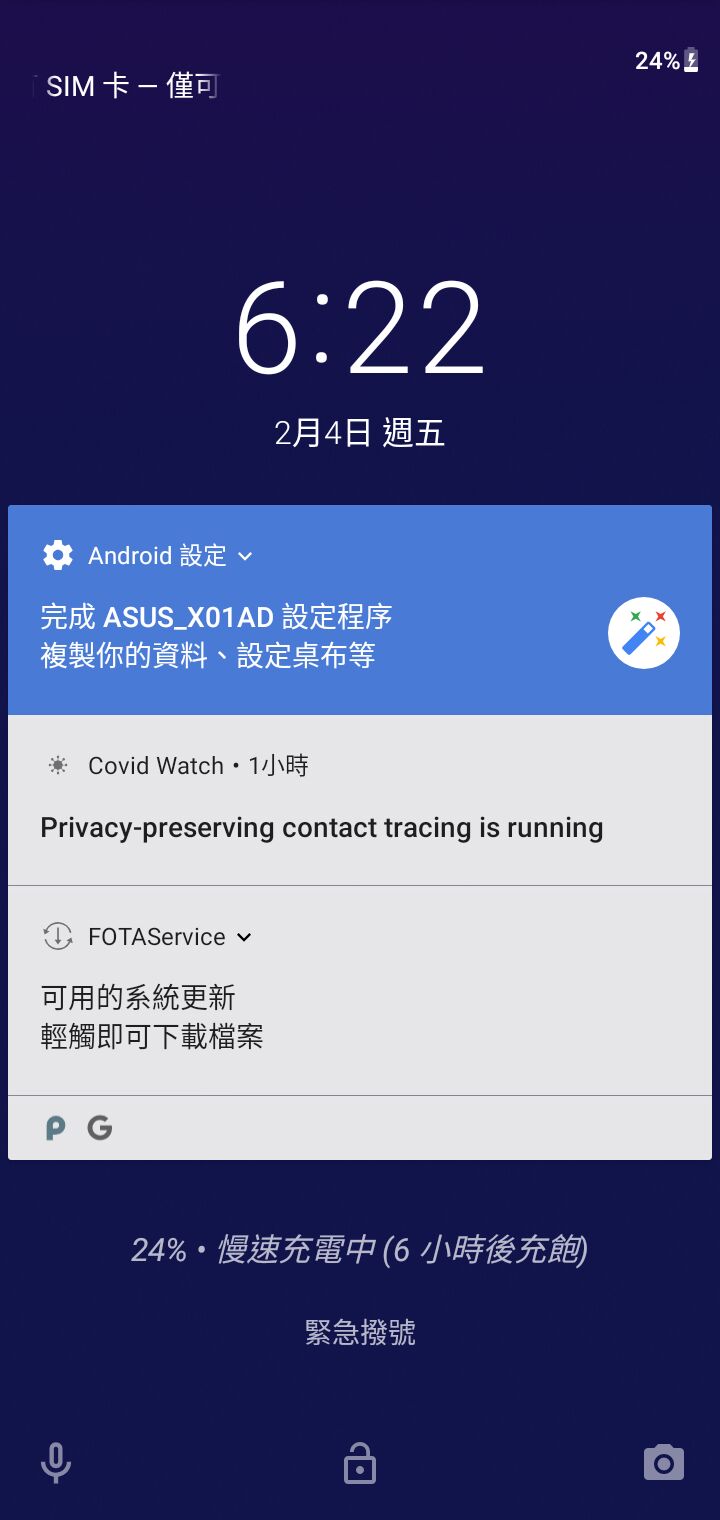 24%
SIM 卡 — 僅可
6:22
2月4日 週五
Android 設定
完成 ASUS_X01AD 設定程序
複製你的資料、設定桌布等
Covid Watch • 1小時
Privacy-preserving contact tracing is running
FOTAService
可用的系統更新
輕觸即可下載檔案
24% • 慢速充電中 (6 小時後充飽)
緊急撥號